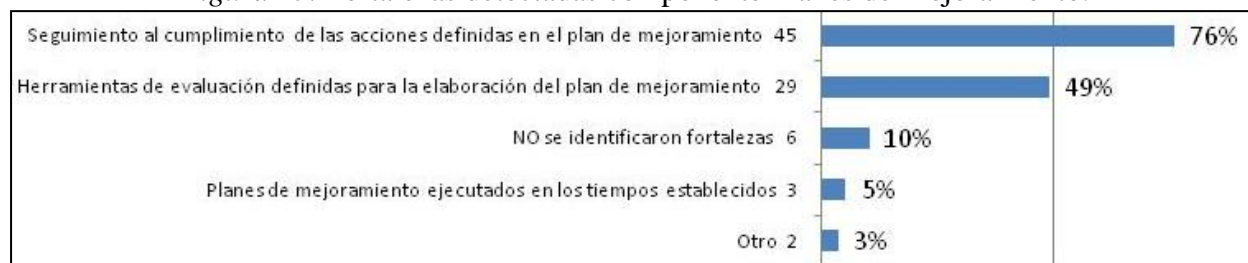 Seguimiento al cumplimiento de las acciones definidas en el plan de mejoramiento 45 76%
Herramientas de evaluación definidas para la elaboración del plan de mejoramiento 29 49%
NO se identificaron fortalezas 6 10%
Planes de mejoramiento ejecutados en los tiempos establecidos 3 5%
Otro 2 3%